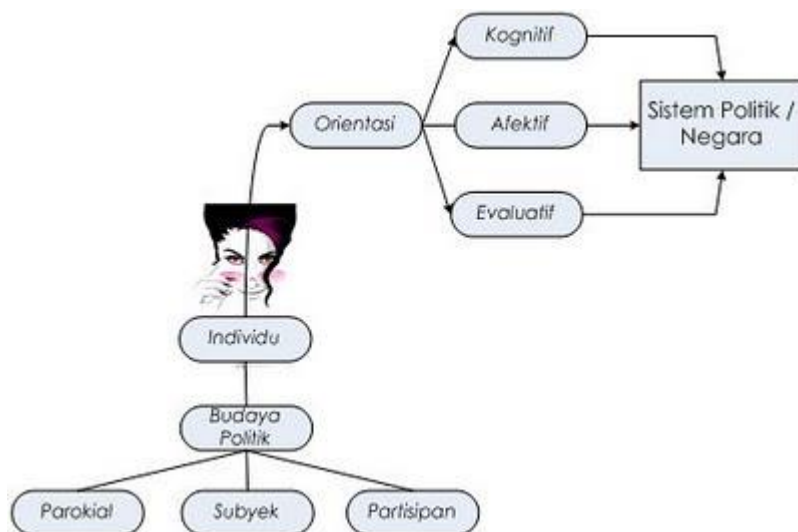 Kognitif
Orientasi
Afektif
Sistem Politik /
Negara
Evaluatif
Individu
Budaya
Politik
Parokial
Subyek
Partisipan